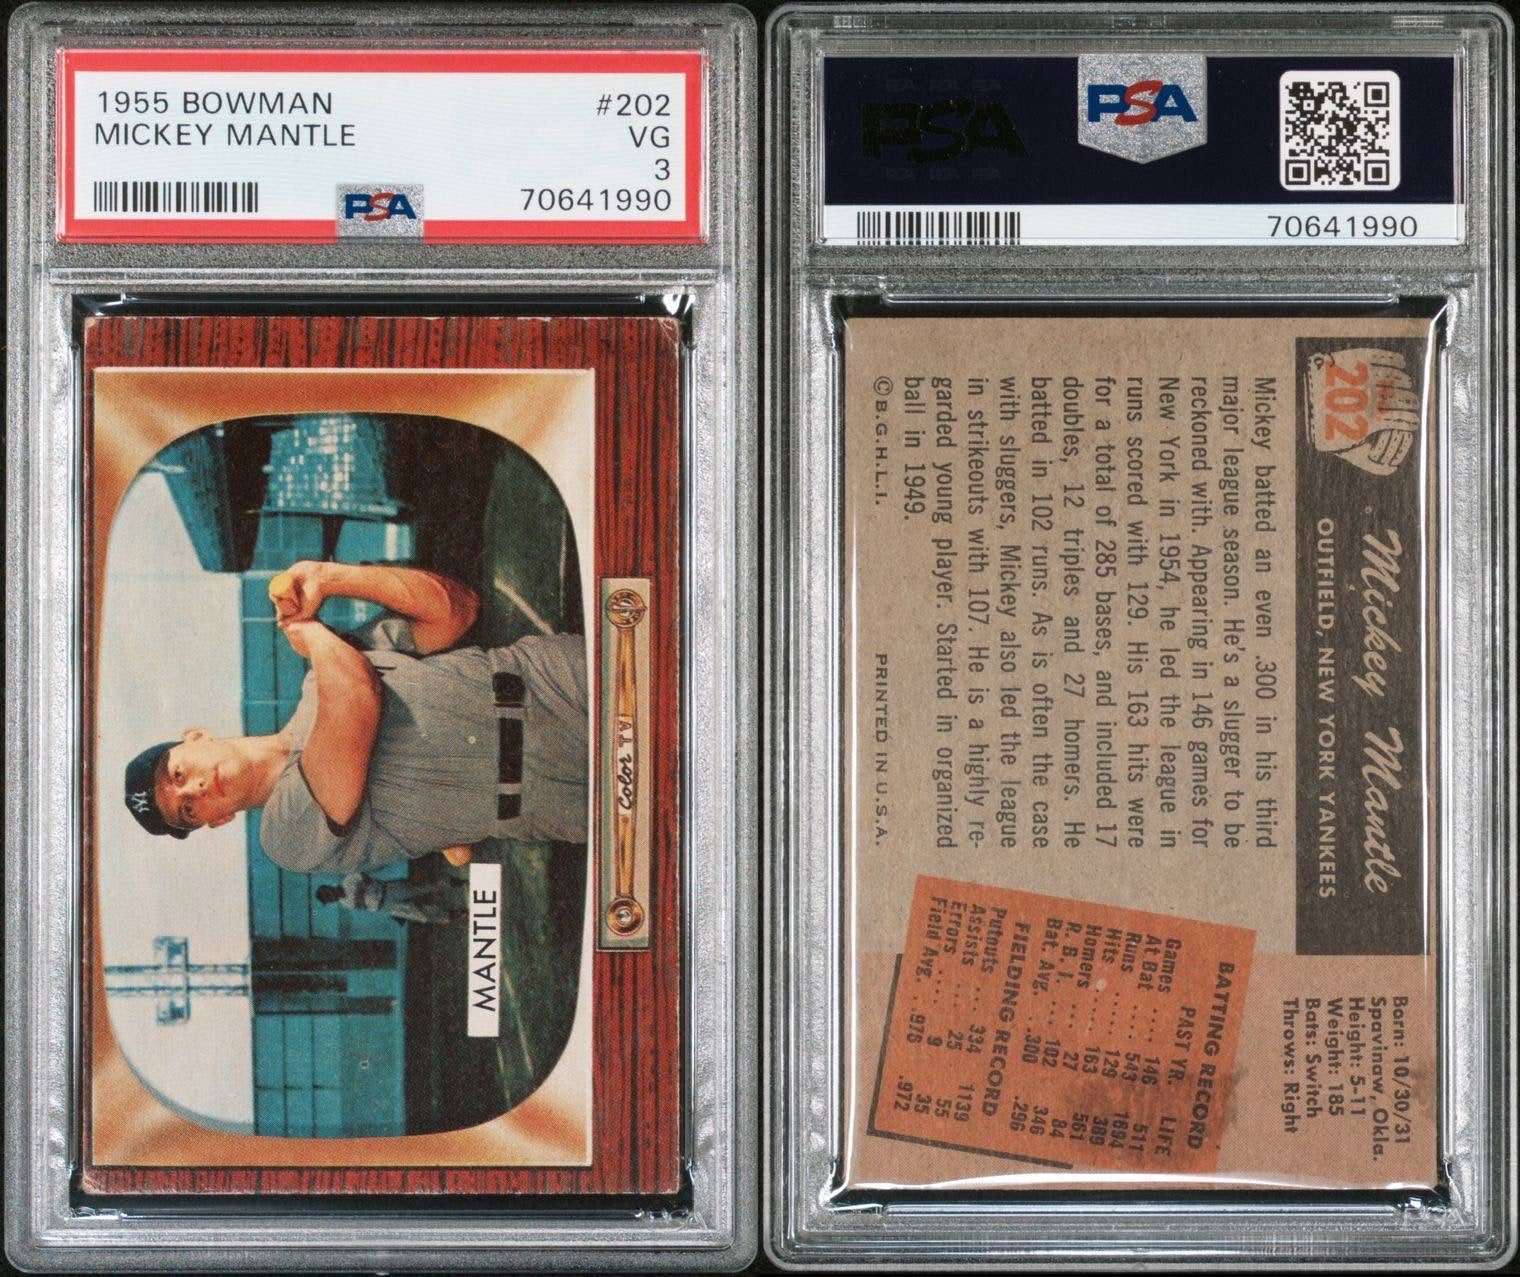 1955 BOWMAN #202
MICKEY MANTLE VG
3
70641990
PSA
Color TV
MANTLE
PSA
PSA
70641990
202
Mickey Mantle
OUTFIELD, NEW YORK YANKEES
Born: 10/30/31
Spavinaw, Okla.
Height: 5-11
Weight: 185
Bats: Switch
Throws: Right
Mickey batted an even .300 in his third
major league season. He's a slugger to be
reckoned with. Appearing in 146 games for
New York in 1954, he led the league in
runs scored with 129. His 163 hits were
for a total of 285 bases, and included 17
doubles, 12 triples and 27 homers. He
batted in 102 runs. As is often the case
with sluggers, Mickey also led the league
in strikeouts with 107. He is a highly re-
garded young player. Started in organized
ball in 1949.
© B.G.H.L.I. PRINTED IN U.S.A.
BATTING RECORD
PAST YR. LIFE
Games .... 146 511
At Bat .... 543 1894
Runs ..... 129 389
Hits ..... 163 561
Homers .... 27 84
R. B. I. .... 102 346
Bat. Avg. .. .300 .296
FIELDING RECORD
Putouts ... 334 1139
Assists ... 25 55
Errors .... 9 35
Field Avg. .. .975 .972